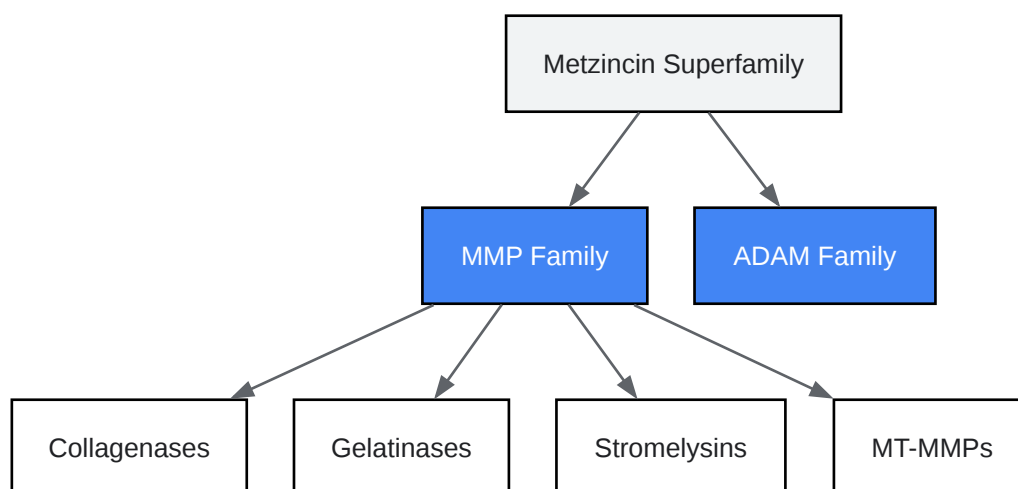 Metzincin Superfamily
MMP Family
ADAM Family
Collagenases
Gelatinases
Stromelysins
MT-MMPs